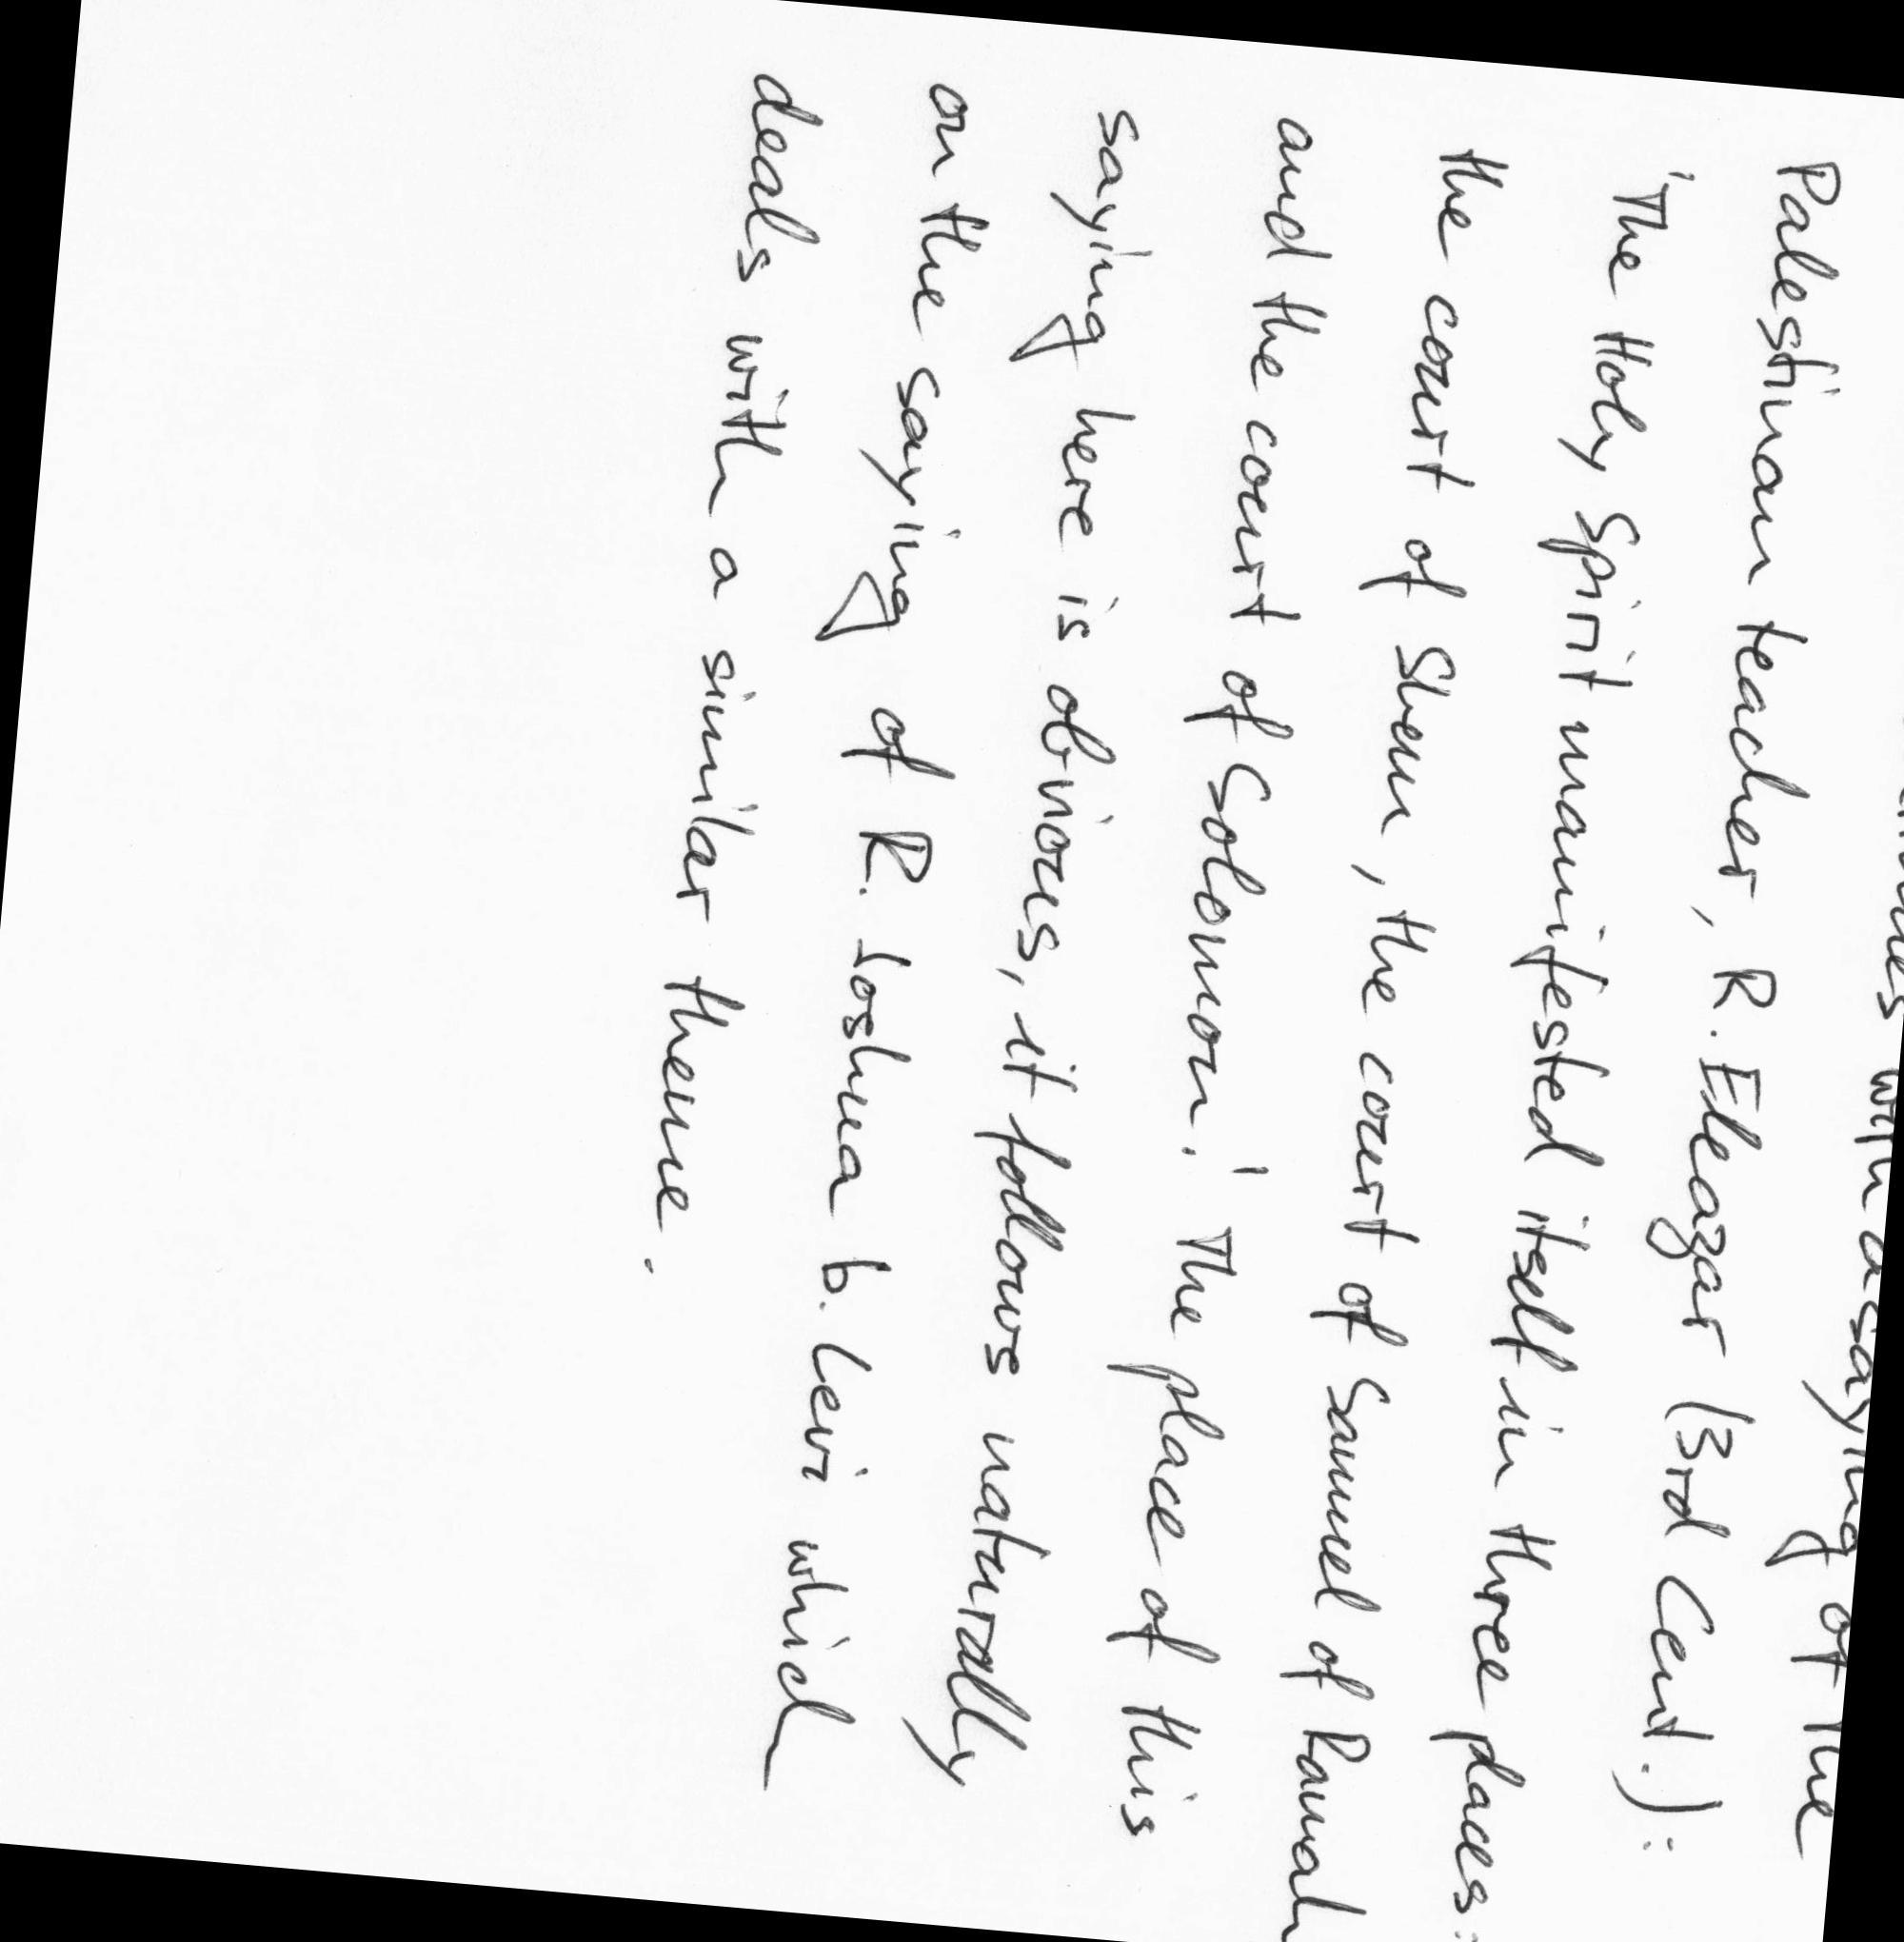 with a saying of the
Palestinian teacher, R. Eleazar (3rd Cent.):
'The Holy Spirit manifested itself in three places:
the court of Shem, the court of Samuel of Ramah
and the court of Solomon.' The place of this
saying here is obvious, it follows naturally
on the saying of R. Joshua b. Levi which
deals with a similar theme.